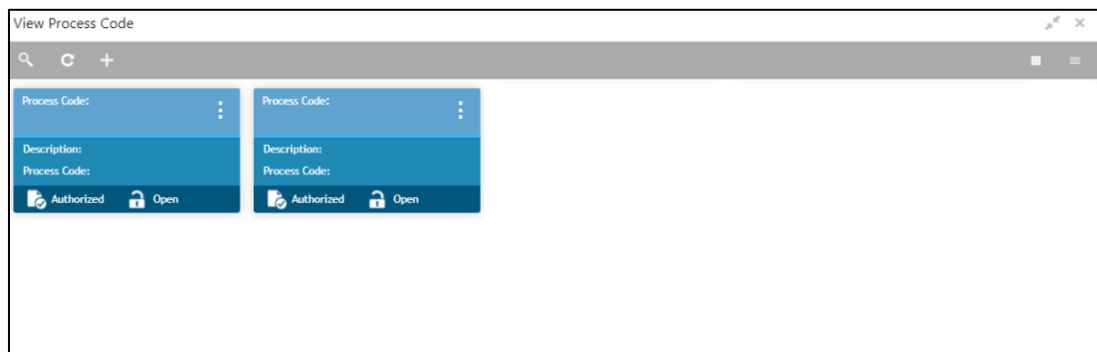 View Process Code
Process Code:
Description:
Process Code:
Authorized Open
Process Code:
Description:
Process Code:
Authorized Open